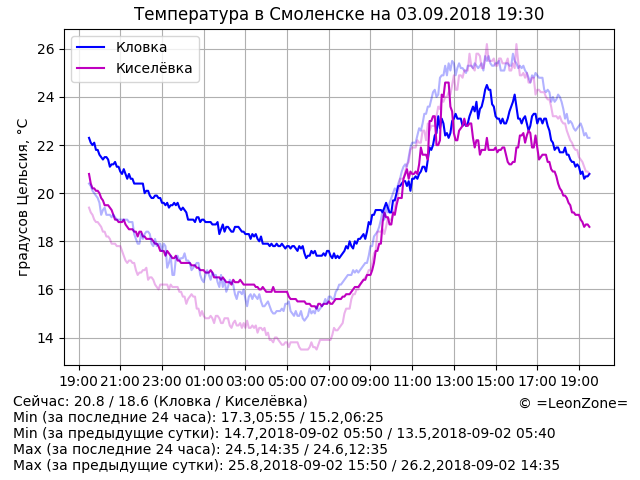 Температура в Смоленске на 03.09.2018 19:30
градусов Цельсия, °C
26
24
22
20
18
16
14
Кловка
Киселёвка
19:00 21:00 23:00 01:00 03:00 05:00 07:00 09:00 11:00 13:00 15:00 17:00 19:00
Сейчас: 20.8 / 18.6 (Кловка / Киселёвка)
© =LeonZone=
Min (за последние 24 часа): 17.3,05:55 / 15.2,06:25
Min (за предыдущие сутки): 14.7,2018-09-02 05:50 / 13.5,2018-09-02 05:40
Max (за последние 24 часа): 24.5,14:35 / 24.6,12:35
Max (за предыдущие сутки): 25.8,2018-09-02 15:50 / 26.2,2018-09-02 14:35